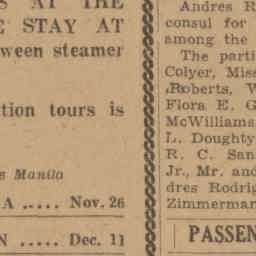 AT THE
STAY AT
ween steamer
tion tours is
Manila
A ..... Nov. 26
N ..... Dec. 11
Andres R
consul for
among the
The parti
Colyer, Miss
Roberts, W
Flora E. G
McWilliams
L. Doughty
R. C. San
Jr., Mr. and
dres Rodrig
Zimmerman
PASSEN